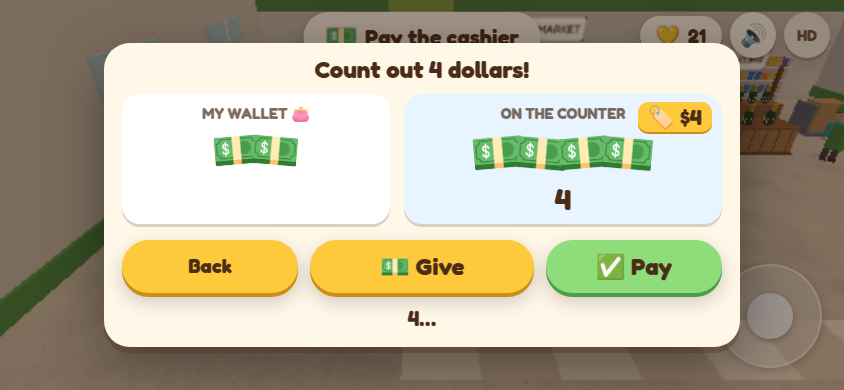 Pay the cashier
MARKET
21
HD
Count out 4 dollars!
MY WALLET
ON THE COUNTER
$4
4
Back
Give
Pay
4...